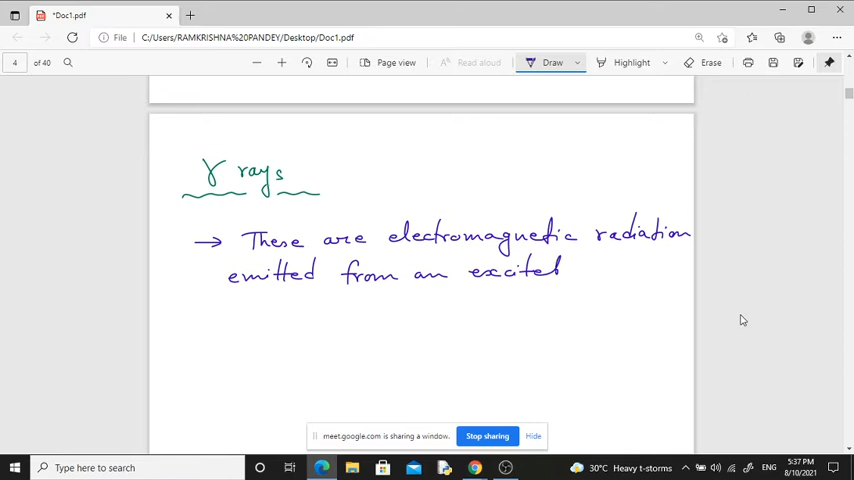 *Doc1.pdf
File
C:/Users/RAMKRISHNA%20PANDEY/Desktop/Doc1.pdf
4 of 40
Page view
Read aloud
Draw
Highlight
Erase
γ rays
→ These are electromagnetic radiation
emitted from an excited
meet.google.com is sharing a window.
Stop sharing
Hide
Type here to search
30°C Heavy t-storms
ENG
5:37 PM
8/10/2021